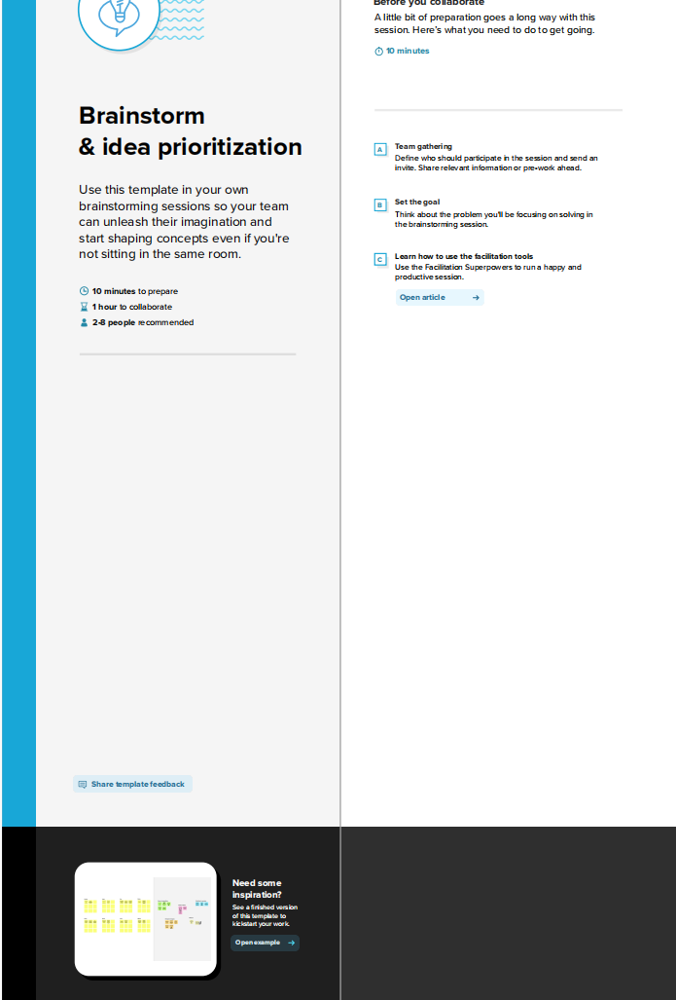 Brainstorm
& idea prioritization
Use this template in your own
brainstorming sessions so your team
can unleash their imagination and
start shaping concepts even if you're
not sitting in the same room.
10 minutes to prepare
1 hour to collaborate
2-8 people recommended
Share template feedback
Need some
inspiration?
See a finished version
of this template to
kickstart your work.
Open example
Before you collaborate
A little bit of preparation goes a long way with this
session. Here's what you need to do to get going.
10 minutes
A
Team gathering
Define who should participate in the session and send an
invite. Share relevant information or pre-work ahead.
B
Set the goal
Think about the problem you'll be focusing on solving in
the brainstorming session.
C
Learn how to use the facilitation tools
Use the Facilitation Superpowers to run a happy and
productive session.
Open article